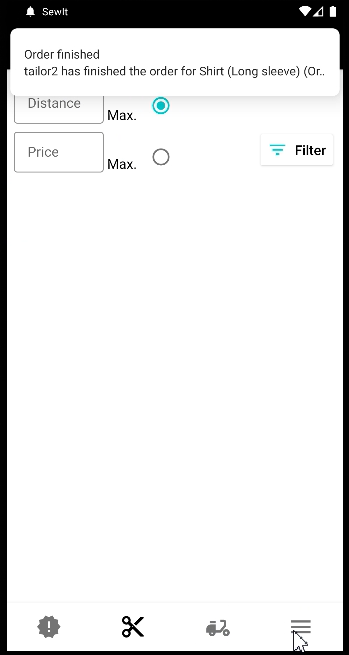 SewIt
Order finished
tailor2 has finished the order for Shirt (Long sleeve) (Or..
Distance
Max.
Price
Max.
Filter